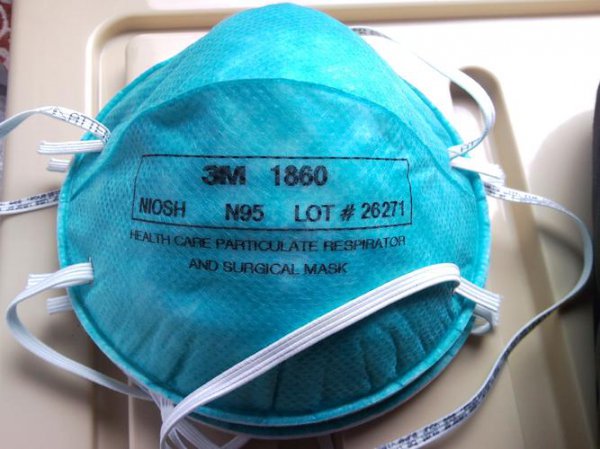 3M 1860
NIOSH N95 LOT # 26271
HEALTH CARE PARTICULATE RESPIRATOR
AND SURGICAL MASK